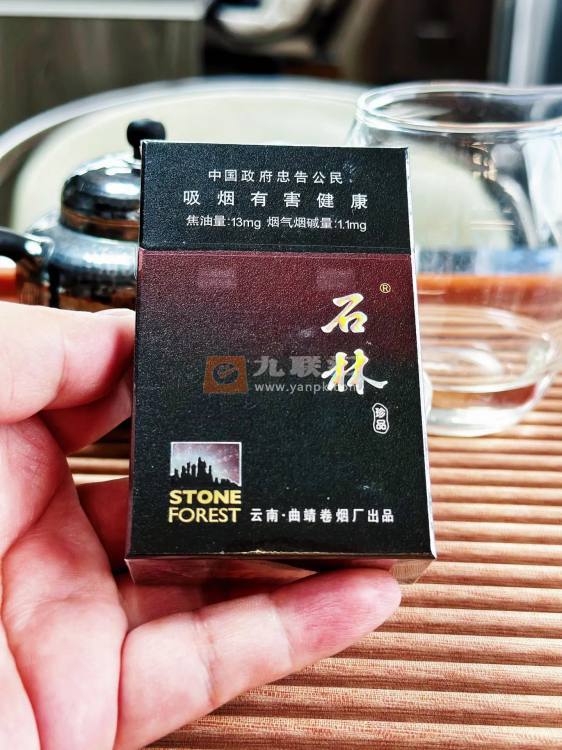 中国政府忠告公民
吸烟有害健康
焦油量:13mg 烟气烟碱量:1.1mg
®
石林
九联
www.yanpk.com
珍品
STONE
FOREST
云南·曲靖卷烟厂出品